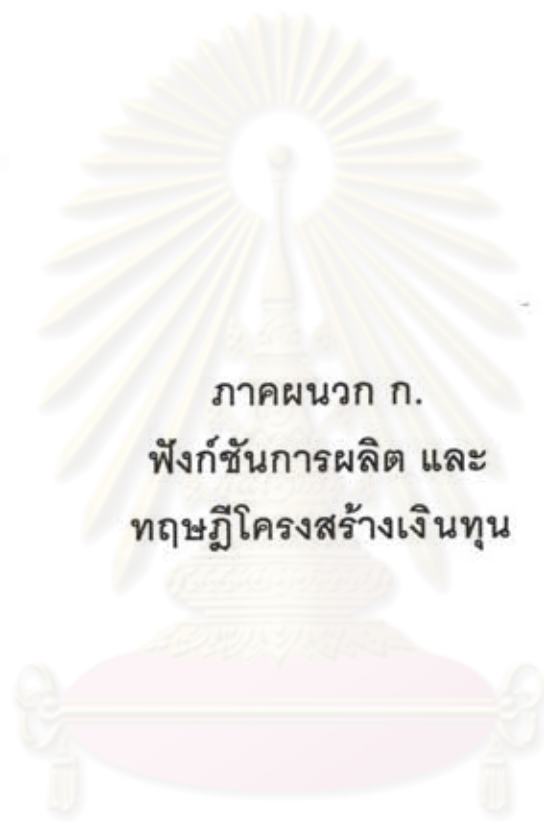 ภาคผนวก ก.
ฟังก์ชันการผลิต และ
ทฤษฎีโครงสร้างเงินทุน